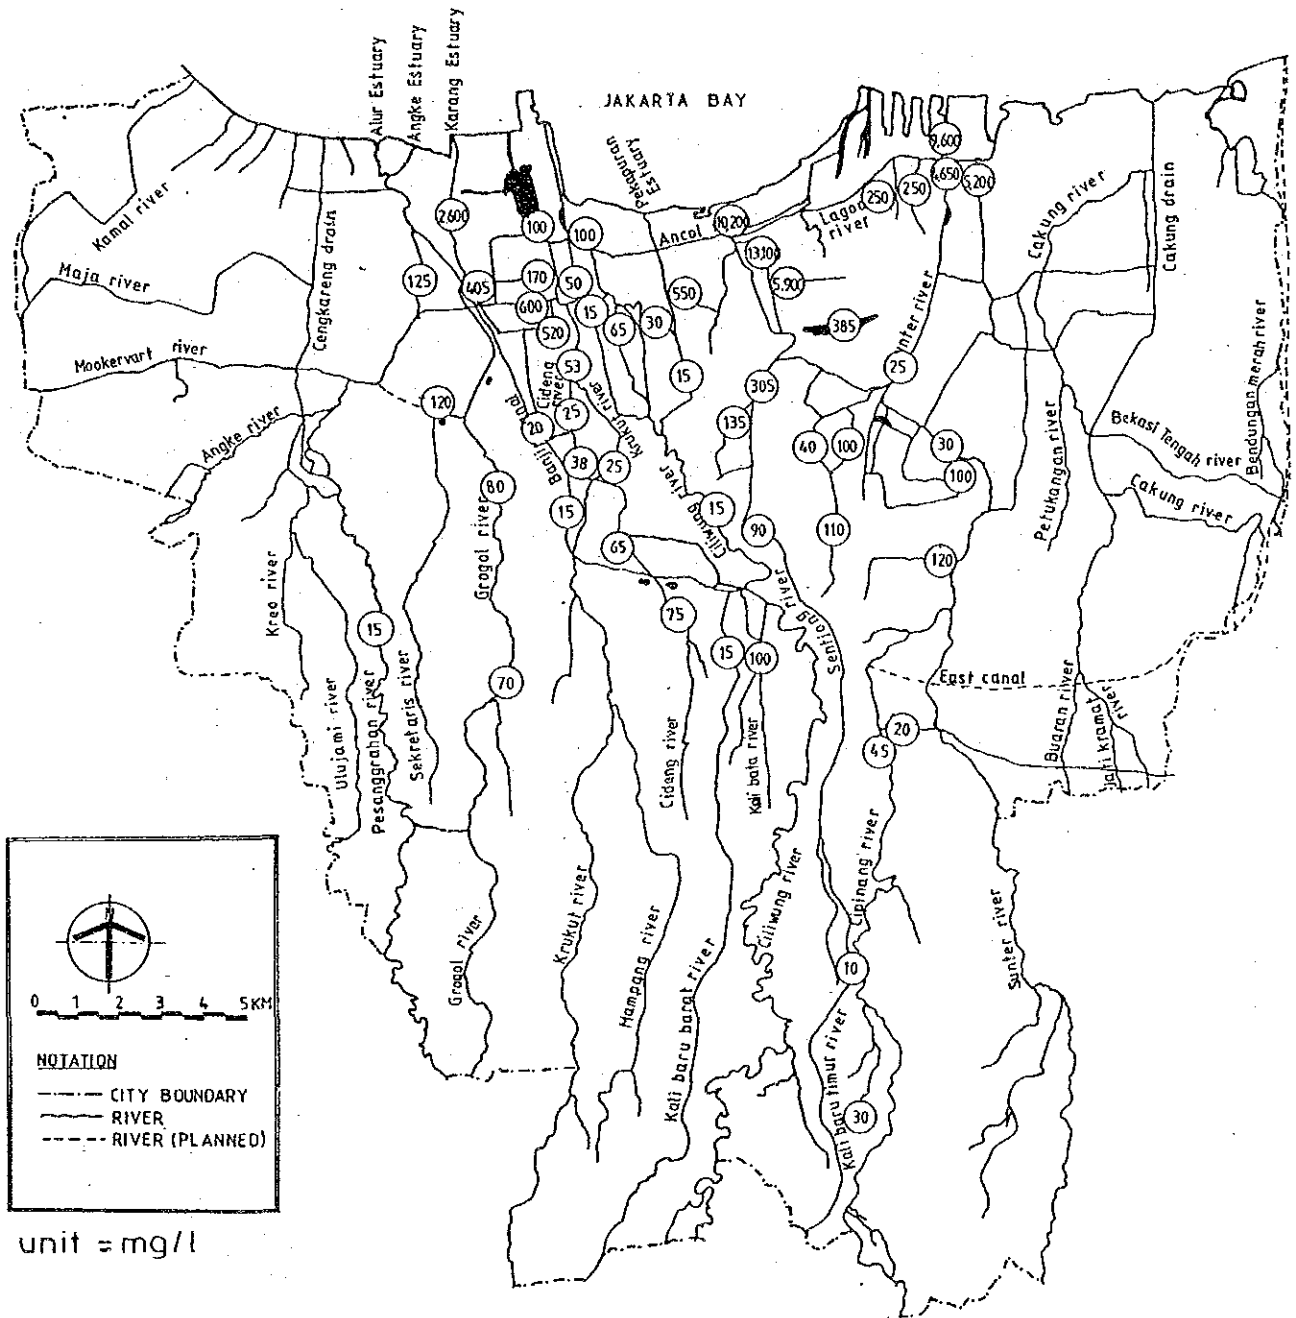 Alur Estuary
Angke Estuary
Karang Estuary
JAKARTA BAY
Pekapuran
Estuary
9,600
4,650
5,200
250
250
Lagoa
river
10,200
Ancol
13,100
5,900
2,600
100
100
Kamal river
Cengkareng drain
Cakung river
Cakung drain
Maja river
125
405
170
50
550
600
15
65
30
385
520
Sunter river
Mookervart river
53
15
305
25
Cideng
river
Krukut river
120
20
25
135
40
100
30
100
Angke river
Banjir
38
25
Bekasi Tengah river
Bendungan merah river
80
15
Ciliwung river
15
90
110
Petukangan river
Cakung river
Grogol river
65
120
Kreo river
15
75
Sentiong river
15
100
70
East canal
Ulujami river
Pesanggrahan river
Sekretaris river
Cideng river
Kali bata river
45
20
Buaran river
Jati kramat
river
Krukut river
Mampang river
Kali baru barat river
Ciliwung river
Cipinang river
Sunter river
Grogol river
10
Kali baru timur river
30
N
0 1 2 3 4 5KM
NOTATION
CITY BOUNDARY
RIVER
RIVER (PLANNED)
unit = mg/l